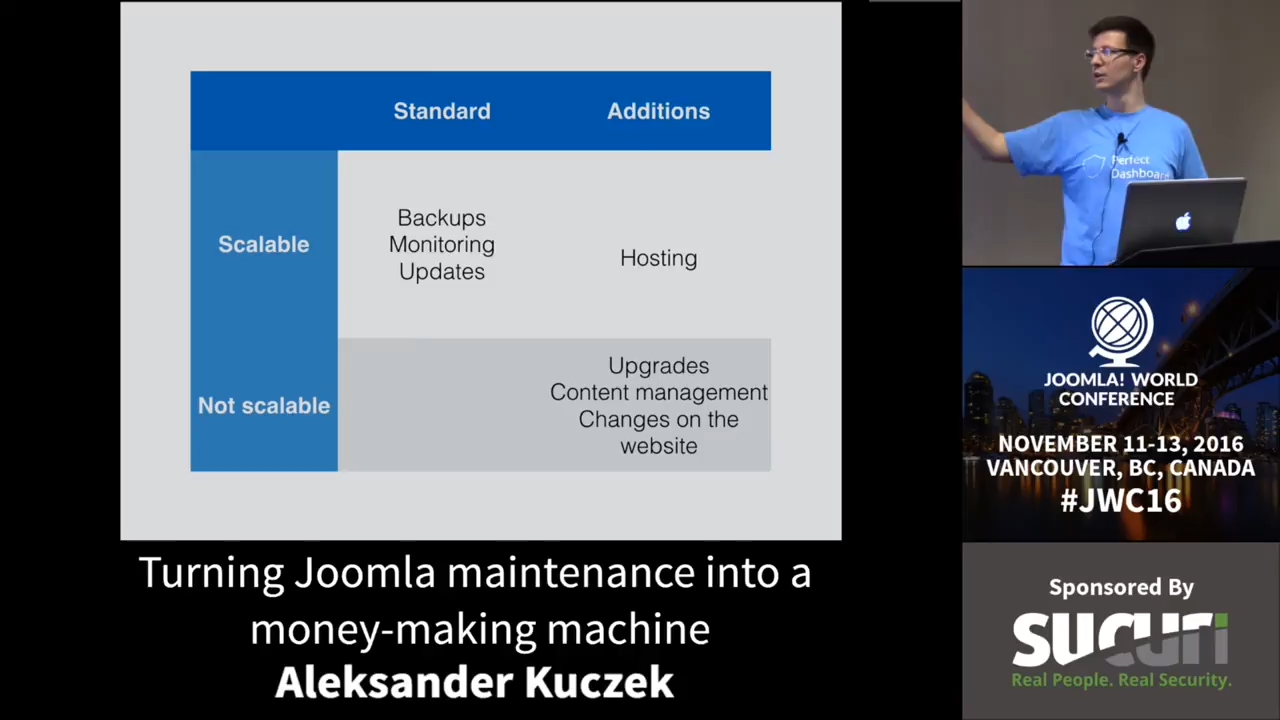 Standard
Additions
Scalable
Backups
Monitoring
Updates
Hosting
Not scalable
Upgrades
Content management
Changes on the
website
Turning Joomla maintenance into a
money-making machine
Aleksander Kuczek
Perfect
Dashboard
JOOMLA! WORLD
CONFERENCE
NOVEMBER 11-13, 2016
VANCOUVER, BC, CANADA
#JWC16
Sponsored By
SUCURI
Real People. Real Security.